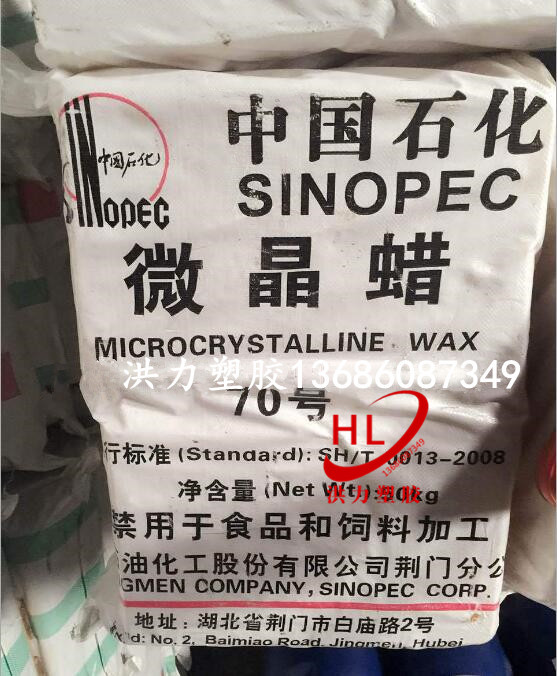 SINOPEC
中国石化
中国石化
SINOPEC
微晶蜡
MICROCRYSTALLINE WAX
洪力塑胶13686087349
70号
HL
13686087349
洪力塑胶
行标准(Standard): SH/T 0013-2008
净含量(Net Wt): 50kg
禁用于食品和饲料加工
油化工股份有限公司荆门分公
GMEN COMPANY, SINOPEC CORP.
地址: 湖北省荆门市白庙路2号
No. 2, Baimiao Road, Jingmen, Hubei